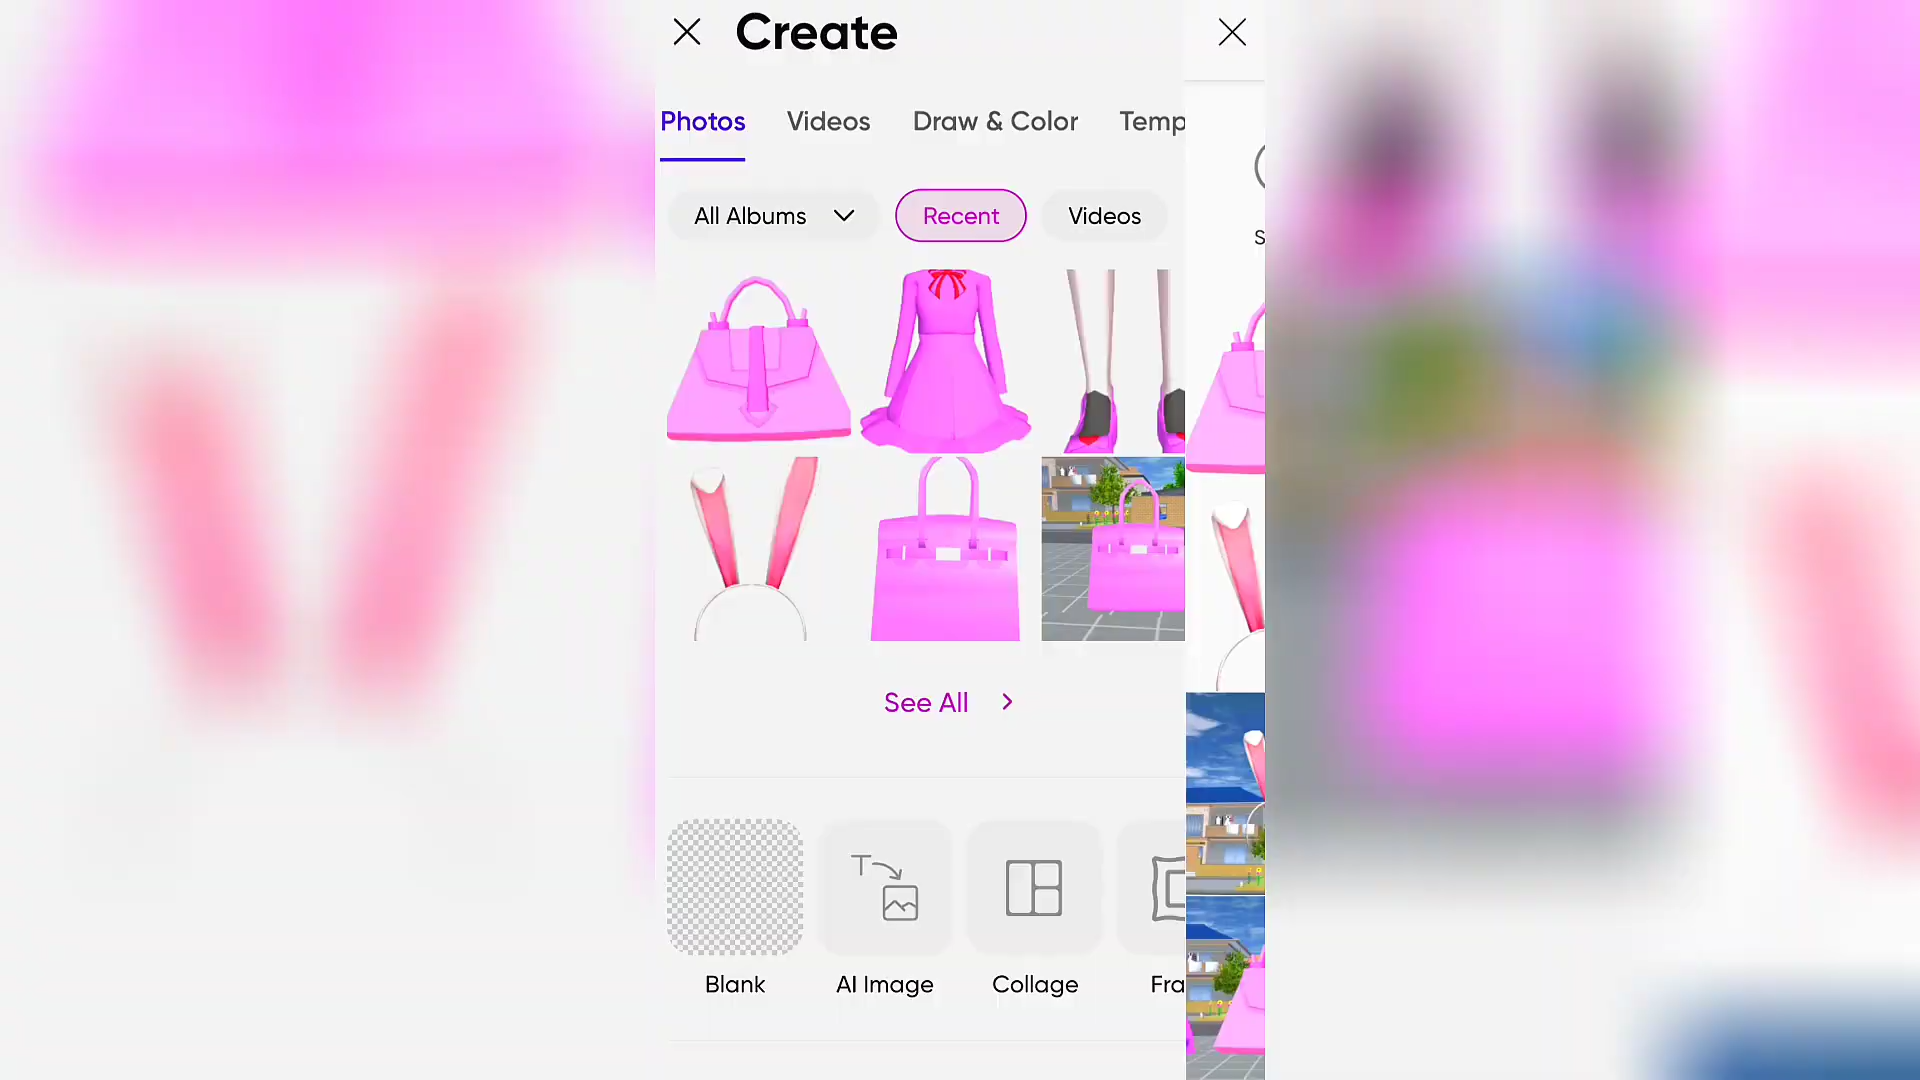 Create
Photos Videos Draw & Color Temp
All Albums Recent Videos
S
See All
Blank AI Image Collage Fra